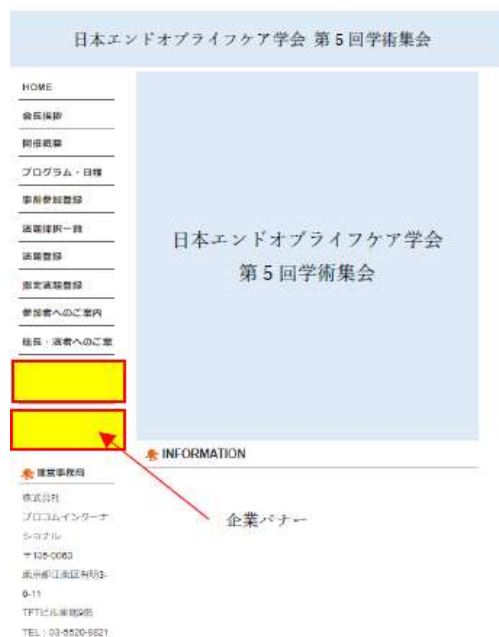 日本エンドオブライフケア学会 第5回学術集会
HOME
会長挨拶
開催概要
プログラム・日程
事前参加登録
演題採択一覧
演題登録
指定演題登録
参加者へのご案内
座長・演者へのご案
日本エンドオブライフケア学会
第5回学術集会
INFORMATION
企業バナー
運営事務局
株式会社
プロコムインターナ
ショナル
〒135-0063
東京都江東区有明3-
6-11
TFTビル東館9階
TEL：03-5520-8821